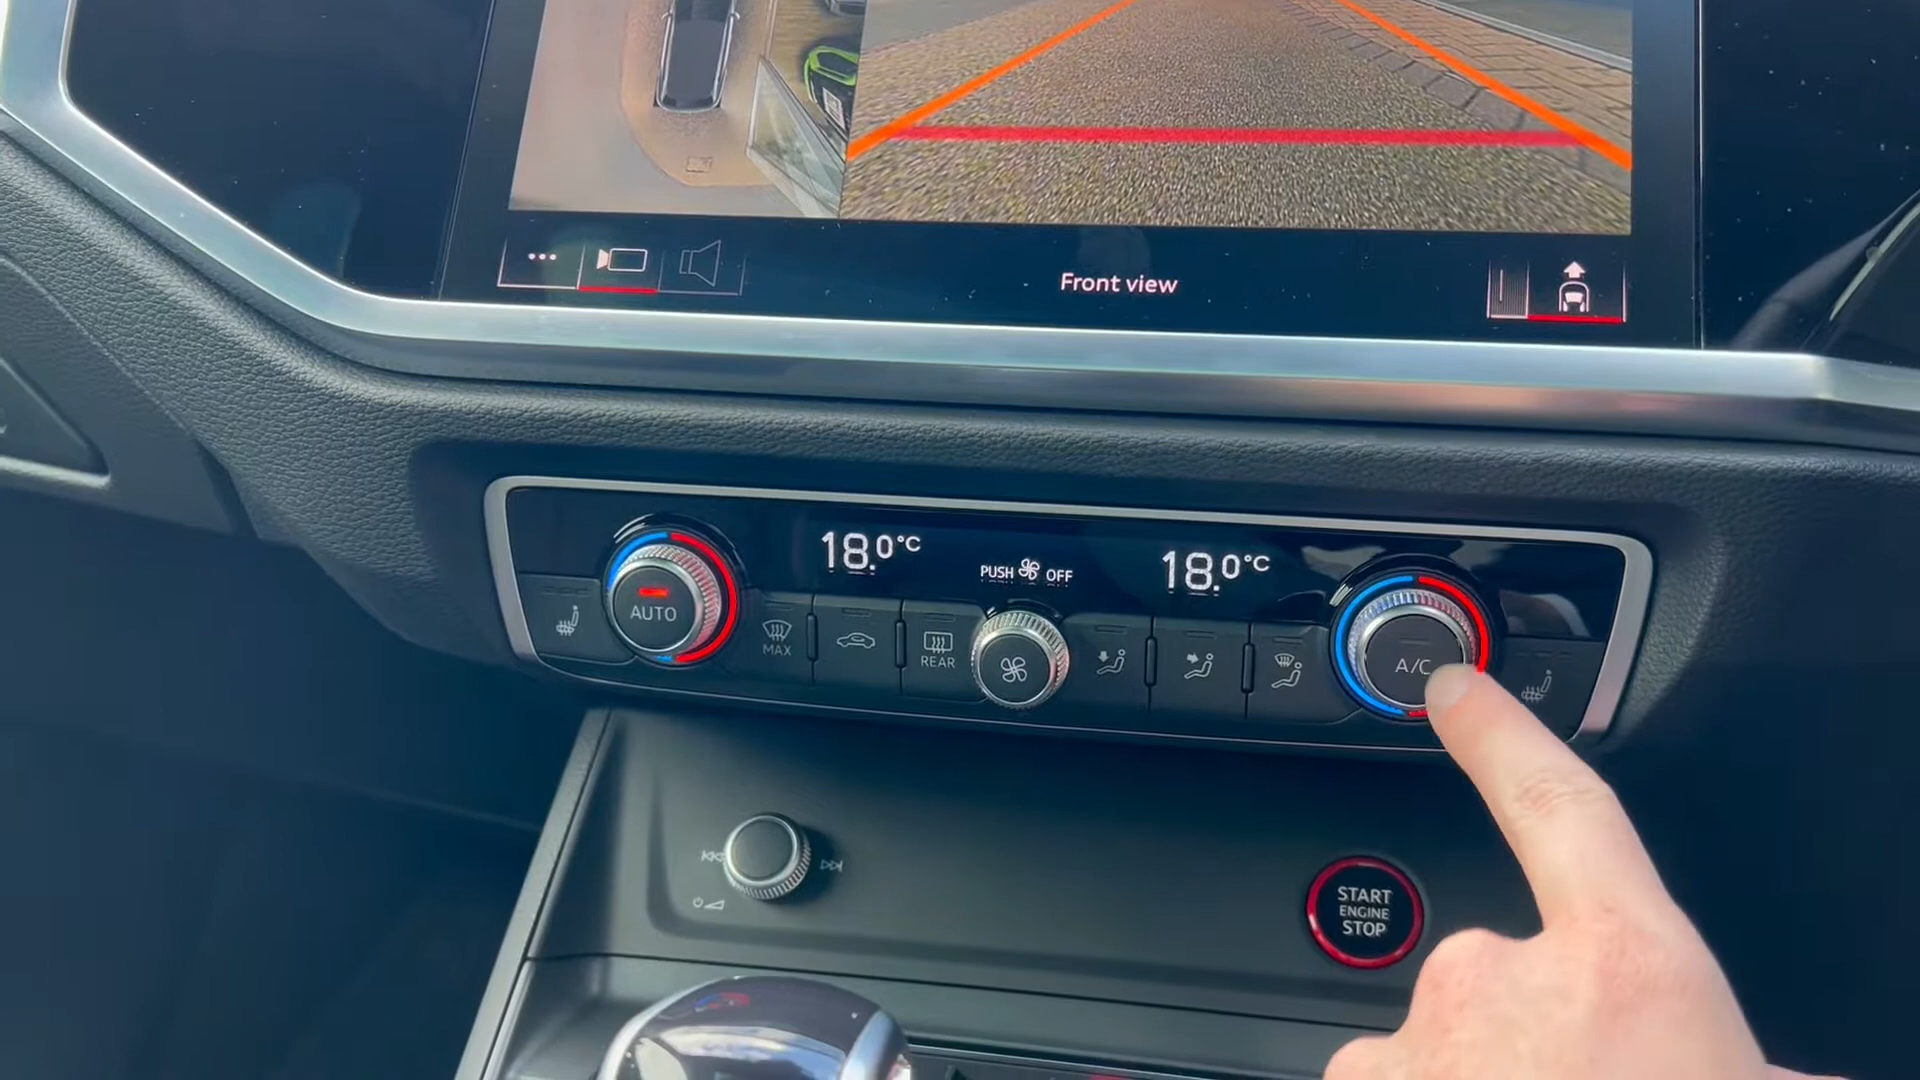 Front view
18.0°C
PUSH OFF
18.0°C
AUTO
MAX
REAR
A/C
START
ENGINE
STOP